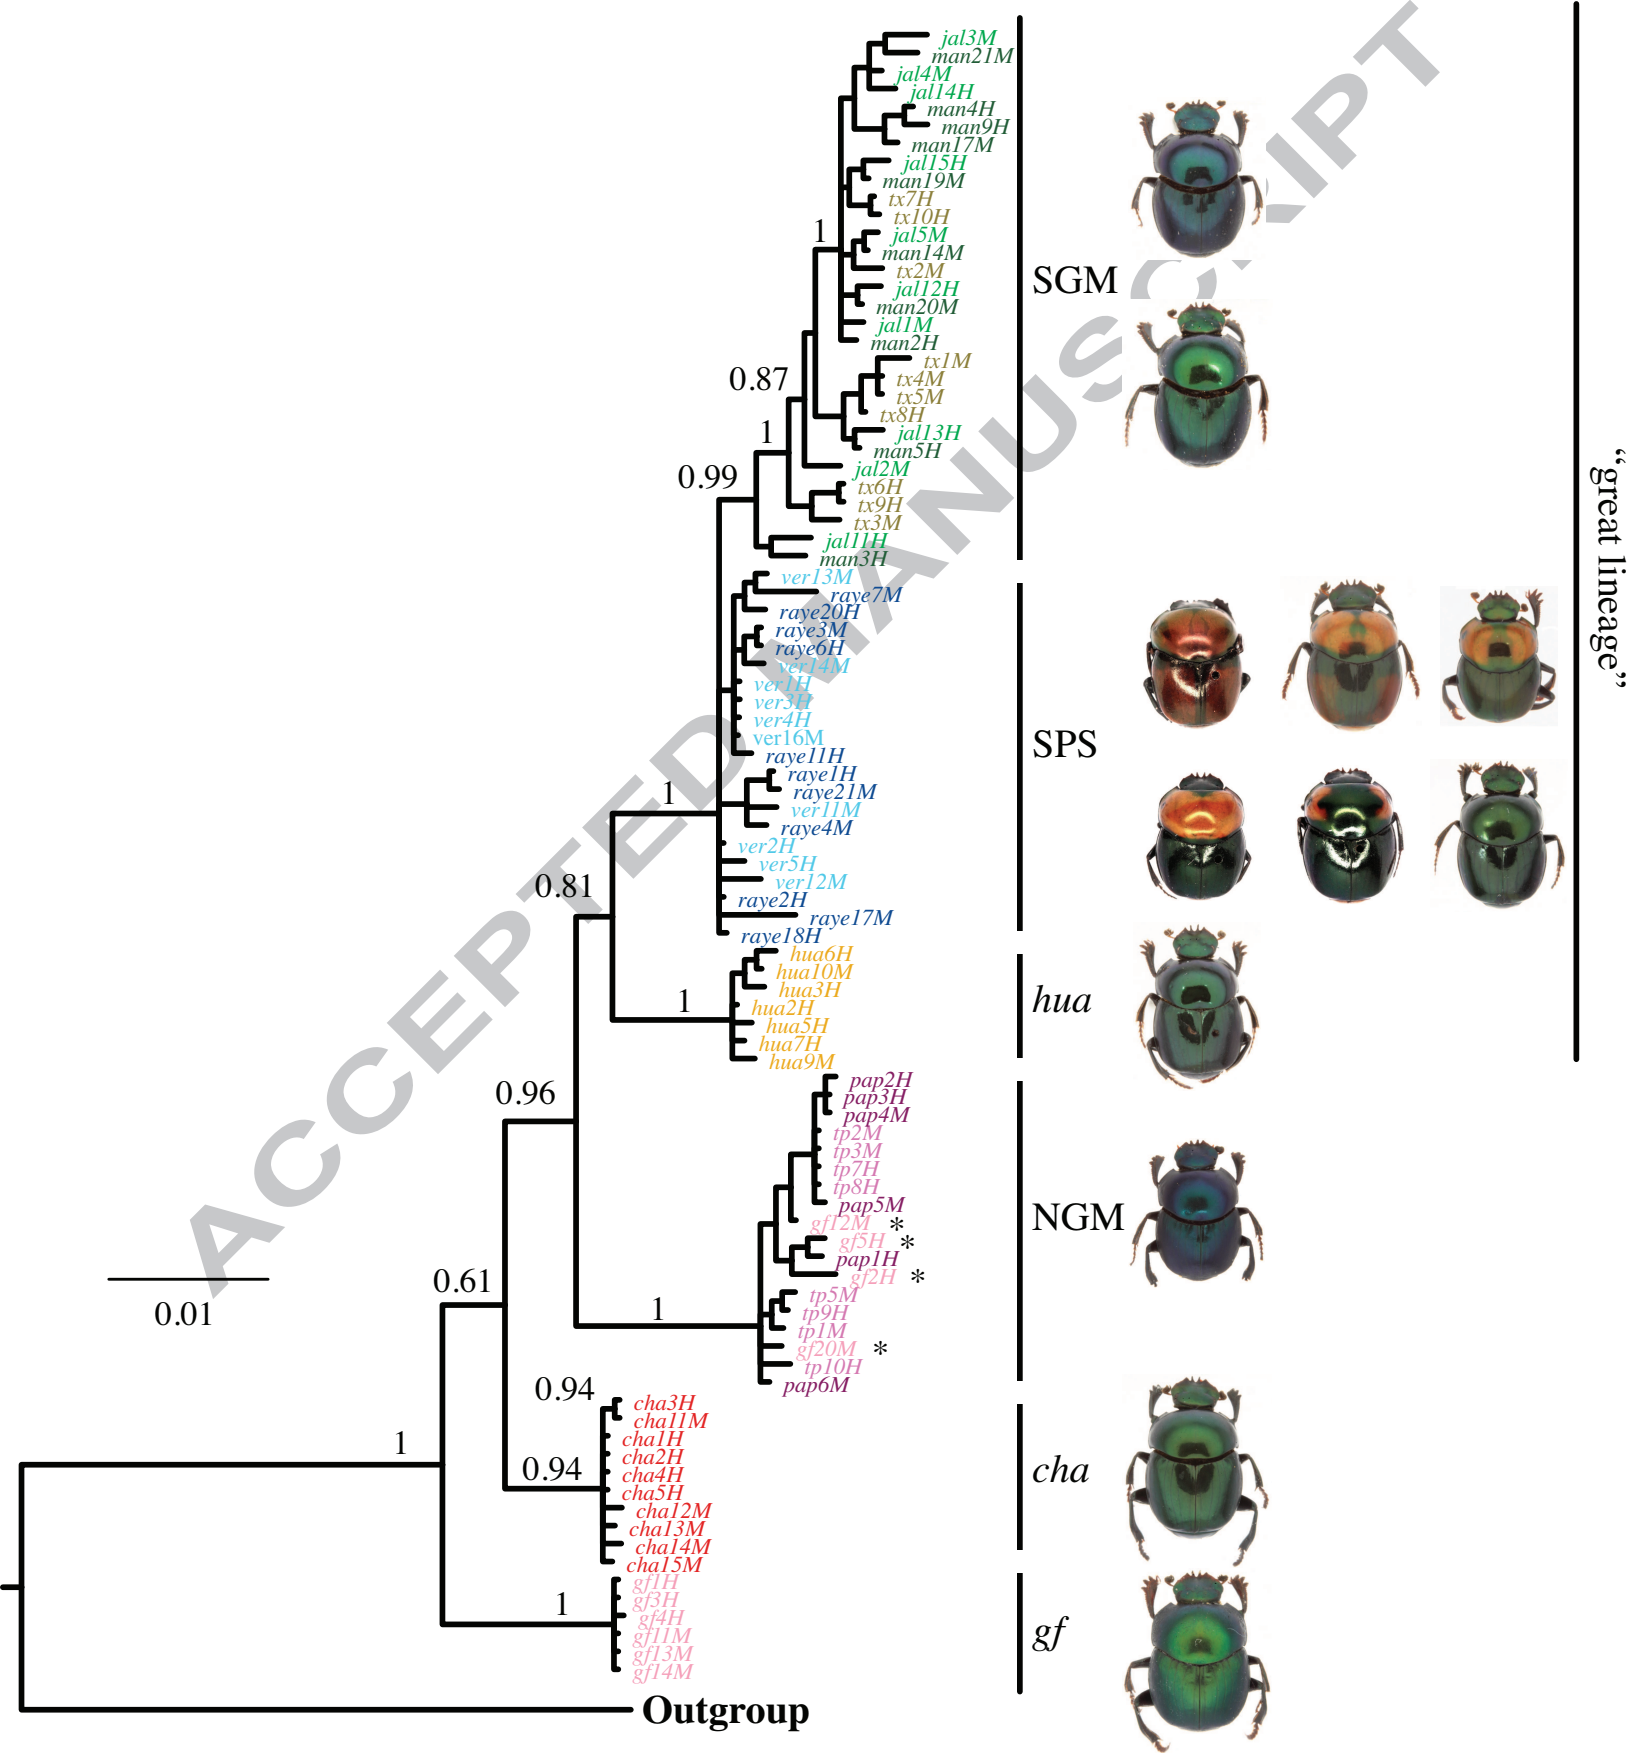 jal3M
man21M
jal4M
jal14H
man4H
man9H
man17M
jal15H
man19M
tx7H
tx10H
jal5M
1
man14M
tx2M
SGM
jal12H
man20M
jal1M
man2H
tx1M
0.87
tx4M
tx5M
tx8H
jal13H
1
man5H
jal2M
0.99
tx6H
tx9H
tx3M
jal11H
man3H
"great lineage"
ver13M
raye7M
raye20H
raye3M
raye6H
ver14M
ver1H
ver3H
ver4H
ver16M
SPS
raye11H
raye1H
1
raye21M
ver11M
raye4M
ver2H
ver5H
0.81
ver12M
raye2H
raye17M
raye18H
hua6H
hua10M
hua3H
1
hua
hua2H
hua5H
hua7H
hua9M
pap2H
0.96
pap3H
pap4M
tp2M
tp3M
tp7H
tp8H
pap5M
NGM
gf12M *
gf5H *
pap1H
gf2H *
0.61
tp5M
1
tp9H
0.01
tp1M
gf20M *
tp10H
pap6M
0.94
cha3H
cha11M
1
cha1H
cha2H
0.94
cha4H
cha
cha5H
cha12M
cha13M
cha14M
cha15M
gf1H
gf3H
1
gf4H
gf
gf11M
gf13M
gf14M
Outgroup
ACCEPTED MANUSCRIPT